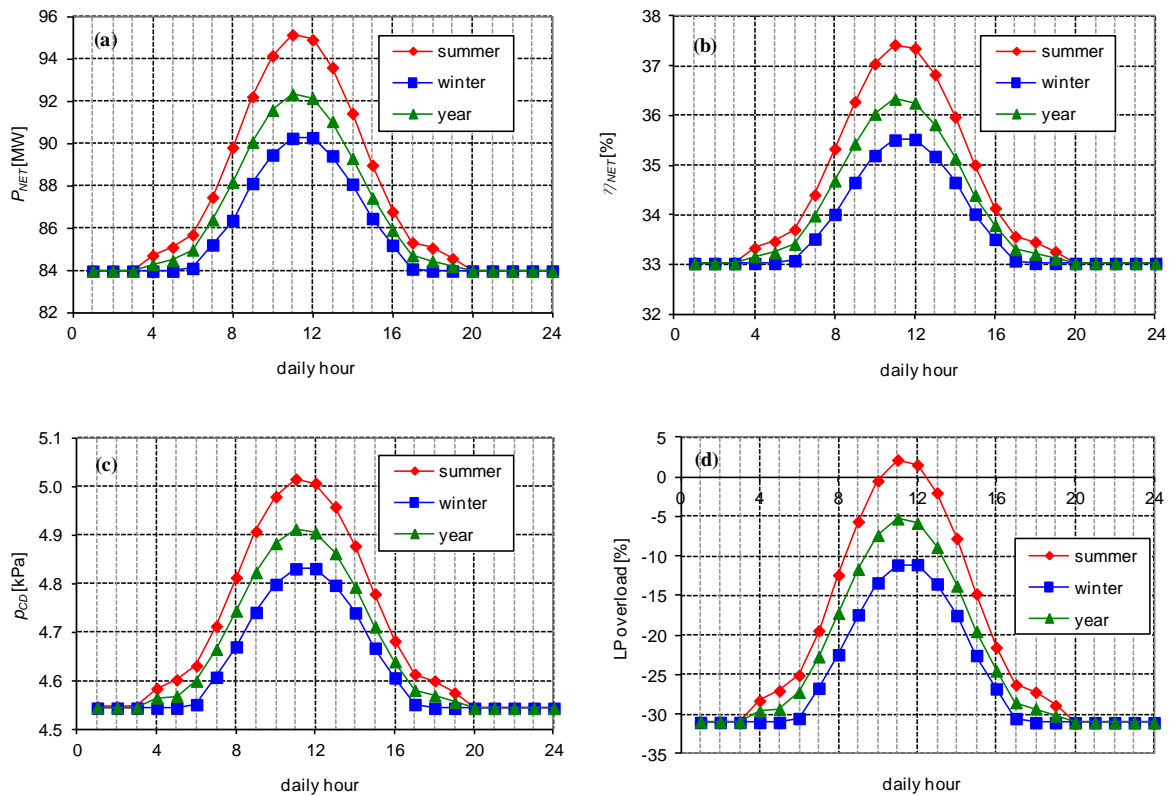 (a)
P_NET [MW]
96
94
92
90
88
86
84
82
0
4
8
12
16
20
24
daily hour
summer
winter
year
(b)
η_NET [%]
38
37
36
35
34
33
32
0
4
8
12
16
20
24
daily hour
summer
winter
year
(c)
p_CD [kPa]
5.1
5.0
4.9
4.8
4.7
4.6
4.5
0
4
8
12
16
20
24
daily hour
summer
winter
year
(d)
LP overload [%]
5
0
-5
-10
-15
-20
-25
-30
-35
0
4
8
12
16
20
24
daily hour
summer
winter
year